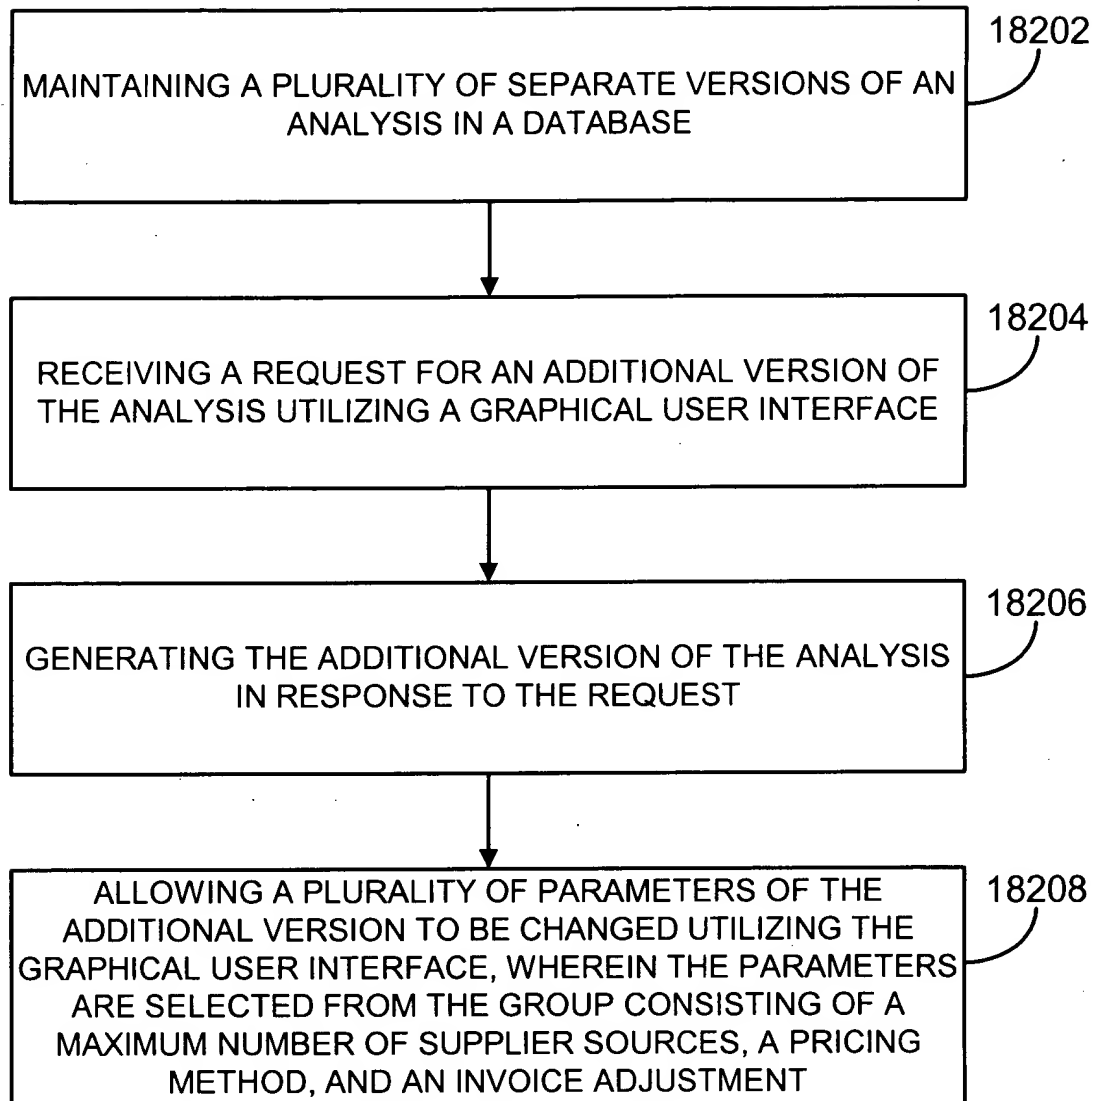 18202
MAINTAINING A PLURALITY OF SEPARATE VERSIONS OF AN
ANALYSIS IN A DATABASE
18204
RECEIVING A REQUEST FOR AN ADDITIONAL VERSION OF
THE ANALYSIS UTILIZING A GRAPHICAL USER INTERFACE
18206
GENERATING THE ADDITIONAL VERSION OF THE ANALYSIS
IN RESPONSE TO THE REQUEST
18208
ALLOWING A PLURALITY OF PARAMETERS OF THE
ADDITIONAL VERSION TO BE CHANGED UTILIZING THE
GRAPHICAL USER INTERFACE, WHEREIN THE PARAMETERS
ARE SELECTED FROM THE GROUP CONSISTING OF A
MAXIMUM NUMBER OF SUPPLIER SOURCES, A PRICING
METHOD, AND AN INVOICE ADJUSTMENT